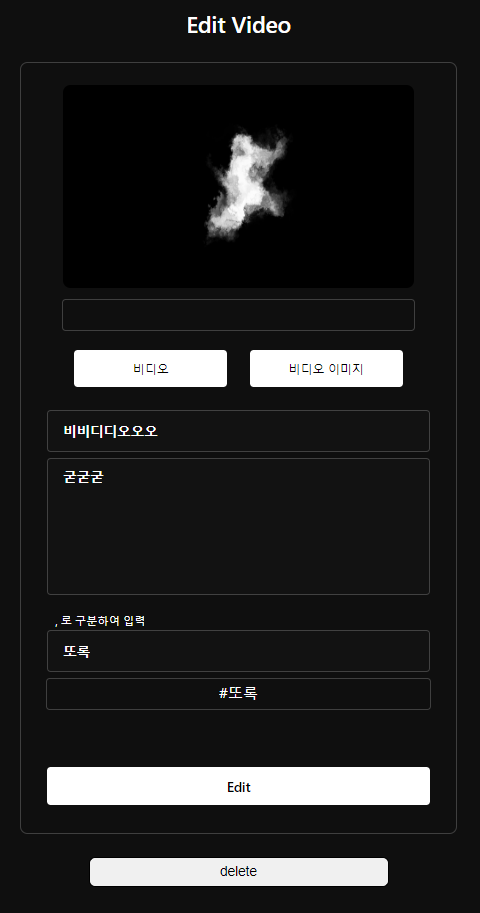 Edit Video
비디오
비디오 이미지
비비디디오오오
굳굳굳
, 로 구분하여 입력
또록
#또록
Edit
delete